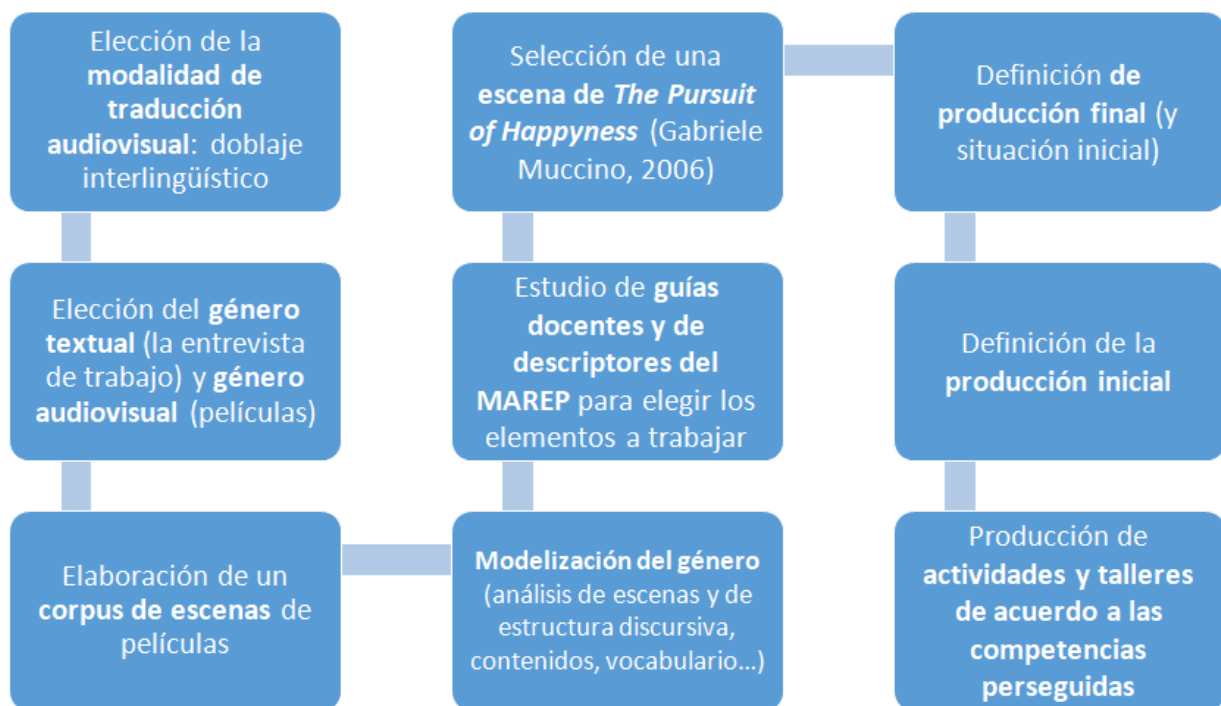 Elección de la
modalidad de
traducción
audiovisual: doblaje
interlingüístico
Elección del género
textual (la entrevista
de trabajo) y género
audiovisual (películas)
Elaboración de un
corpus de escenas de
películas
Modelización del género
(análisis de escenas y de
estructura discursiva,
contenidos, vocabulario…)
Estudio de guías
docentes y de
descriptores del
MAREP para elegir los
elementos a trabajar
Selección de una
escena de The Pursuit
of Happyness (Gabriele
Muccino, 2006)
Definición de
producción final (y
situación inicial)
Definición de la
producción inicial
Producción de
actividades y talleres
de acuerdo a las
competencias
perseguidas